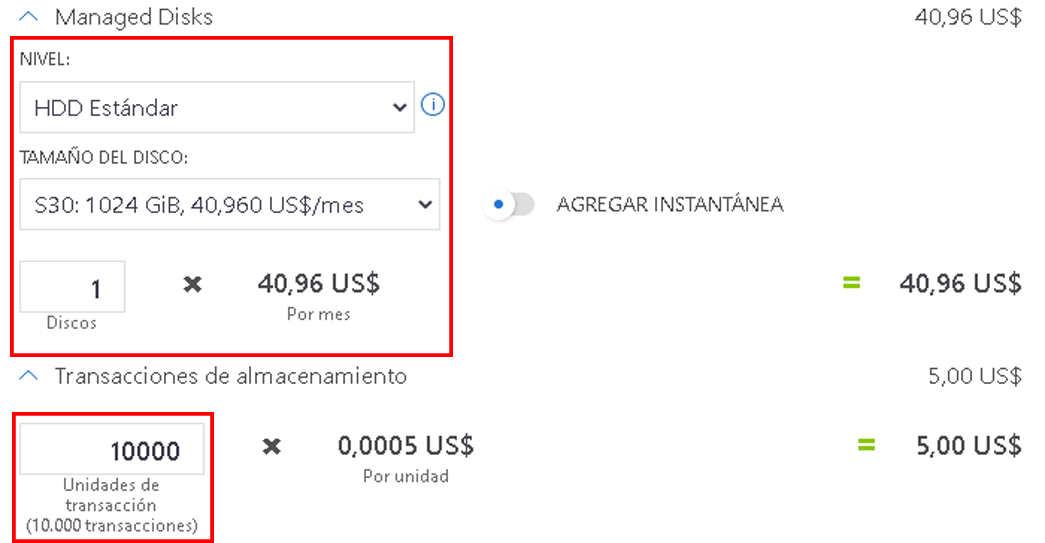 Managed Disks 40,96 US$
NIVEL:
HDD Estándar
TAMAÑO DEL DISCO:
S30: 1024 GiB, 40,960 US$/mes
AGREGAR INSTANTÁNEA
1 × 40,96 US$ = 40,96 US$
Discos Por mes
Transacciones de almacenamiento 5,00 US$
10000 × 0,0005 US$ = 5,00 US$
Unidades de Por unidad
transacción
(10.000 transacciones)